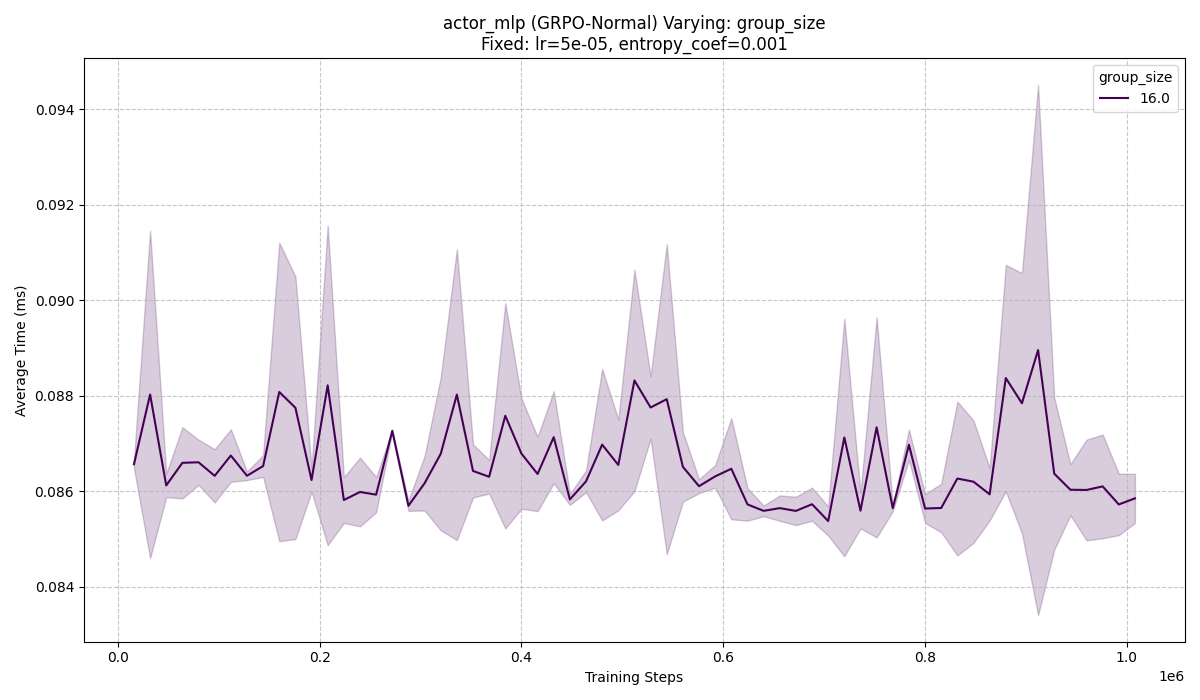 actor_mlp (GRPO-Normal) Varying: group_size
Fixed: lr=5e-05, entropy_coef=0.001
group_size
16.0
Average Time (ms)
0.094
0.092
0.090
0.088
0.086
0.084
0.0
0.2
0.4
0.6
0.8
1.0
1e6
Training Steps